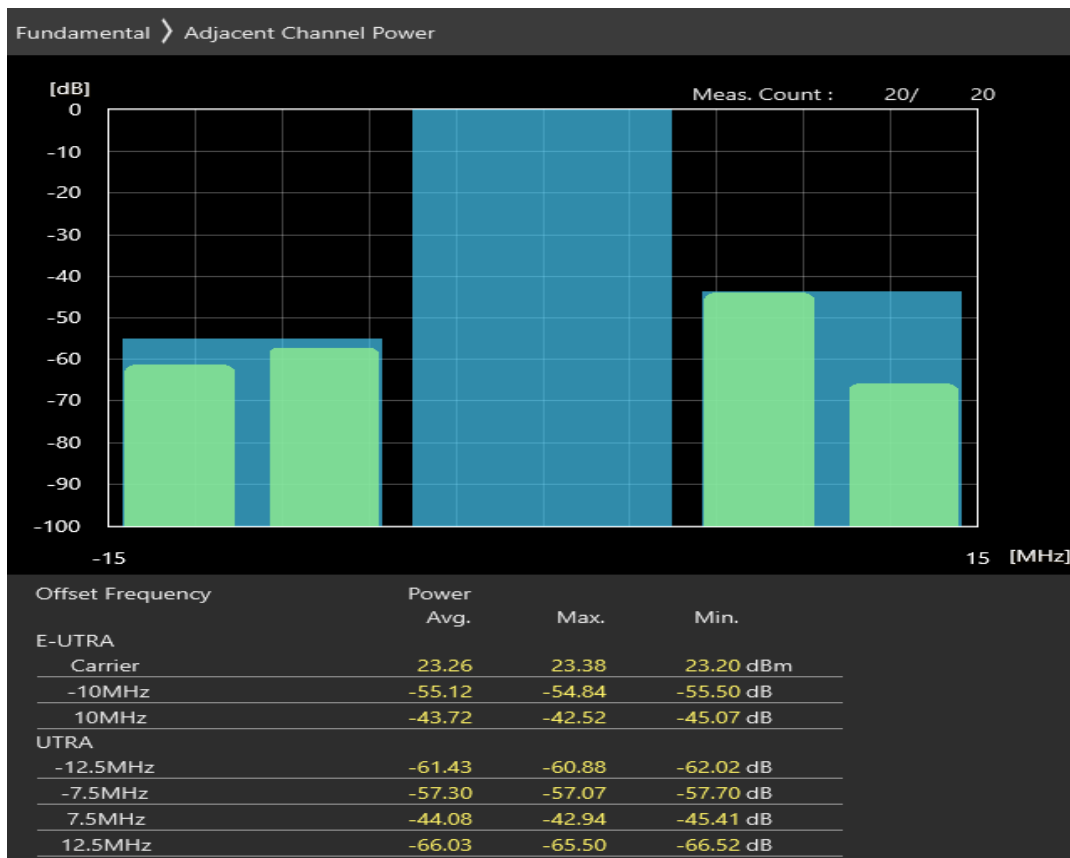 Fundamental ❯ Adjacent Channel Power
[dB]
Meas. Count : 20/ 20
0
-10
-20
-30
-40
-50
-60
-70
-80
-90
-100
-15 15 [MHz]
Offset Frequency Power
Avg. Max. Min.
E-UTRA
Carrier 23.26 23.38 23.20 dBm
-10MHz -55.12 -54.84 -55.50 dB
10MHz -43.72 -42.52 -45.07 dB
UTRA
-12.5MHz -61.43 -60.88 -62.02 dB
-7.5MHz -57.30 -57.07 -57.70 dB
7.5MHz -44.08 -42.94 -45.41 dB
12.5MHz -66.03 -65.50 -66.52 dB